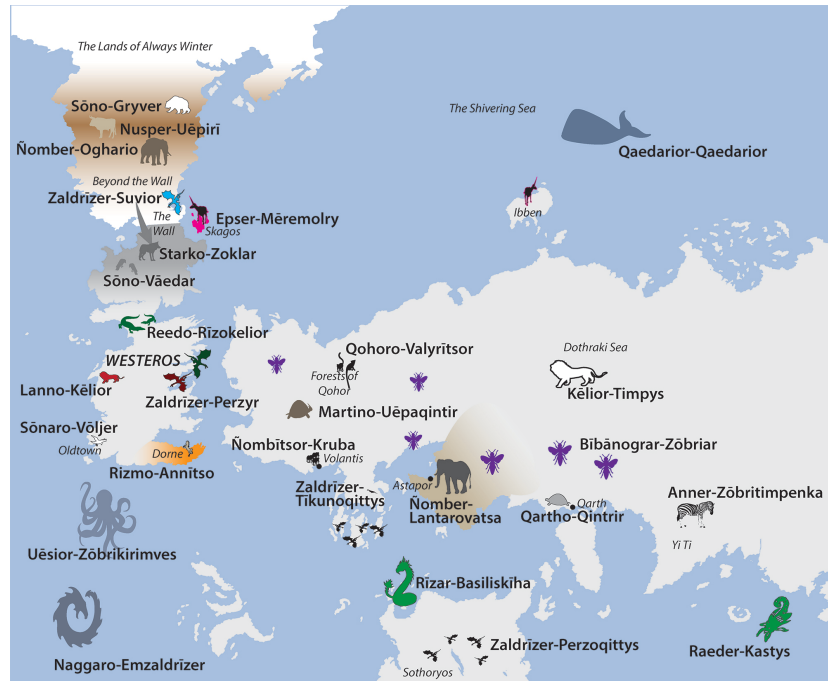 The Lands of Always Winter
Sōno-Gryver
Nusper-Uēpirī
Ñomber-Oghario
Beyond the Wall
Zaldrīzer-Suvior
The
Wall
Epser-Mēremolry
Skagos
Starko-Zoklar
Sōno-Vāedar
The Shivering Sea
Qaedarior-Qaedarior
Ibben
Reedo-Rīzokelior
WESTEROS
Lanno-Kēlior
Zaldrīzer-Perzyr
Sōnaro-Vōljer
Oldtown
Dorne
Rizmo-Annītso
Qohoro-Valyrītsor
Forests of
Qohor
Dothraki Sea
Kēlior-Timpys
Martino-Uēpaqintir
Ñombītsor-Kruba
Volantis
Bībānograr-Zōbriar
Zaldrīzer-
Tīkunoqittys
Astapor
Ñomber-
Lantarovatsa
Qarth
Qartho-Qintrir
Anner-Zōbritimpenka
Yi Ti
Uēsior-Zōbrikirimves
Rīzar-Basiliskīha
Naggaro-Emzaldrīzer
Zaldrīzer-Perzoqittys
Sothoryos
Raeder-Kastys